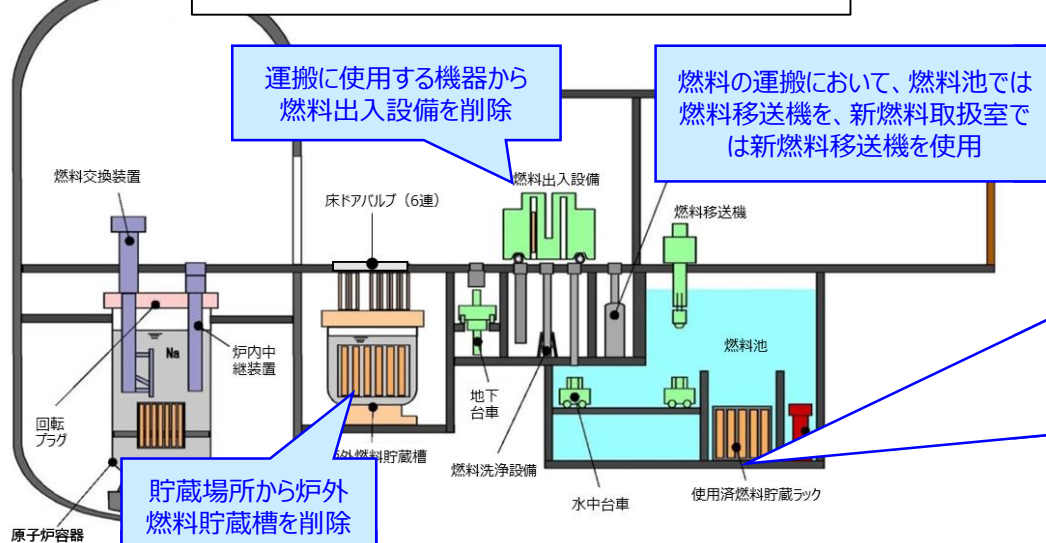 運搬に使用する機器から
燃料出入設備を削除
燃料の運搬において、燃料池では
燃料移送機を、新燃料取扱室で
は新燃料移送機を使用
燃料交換装置
床ドアバルブ（6連）
燃料出入設備
燃料移送機
Na
炉内中
継装置
燃料池
地下
台車
回転
プラグ
外燃料貯蔵槽
燃料洗浄設備
水中台車
使用済燃料貯蔵ラック
貯蔵場所から炉外
燃料貯蔵槽を削除
原子炉容器